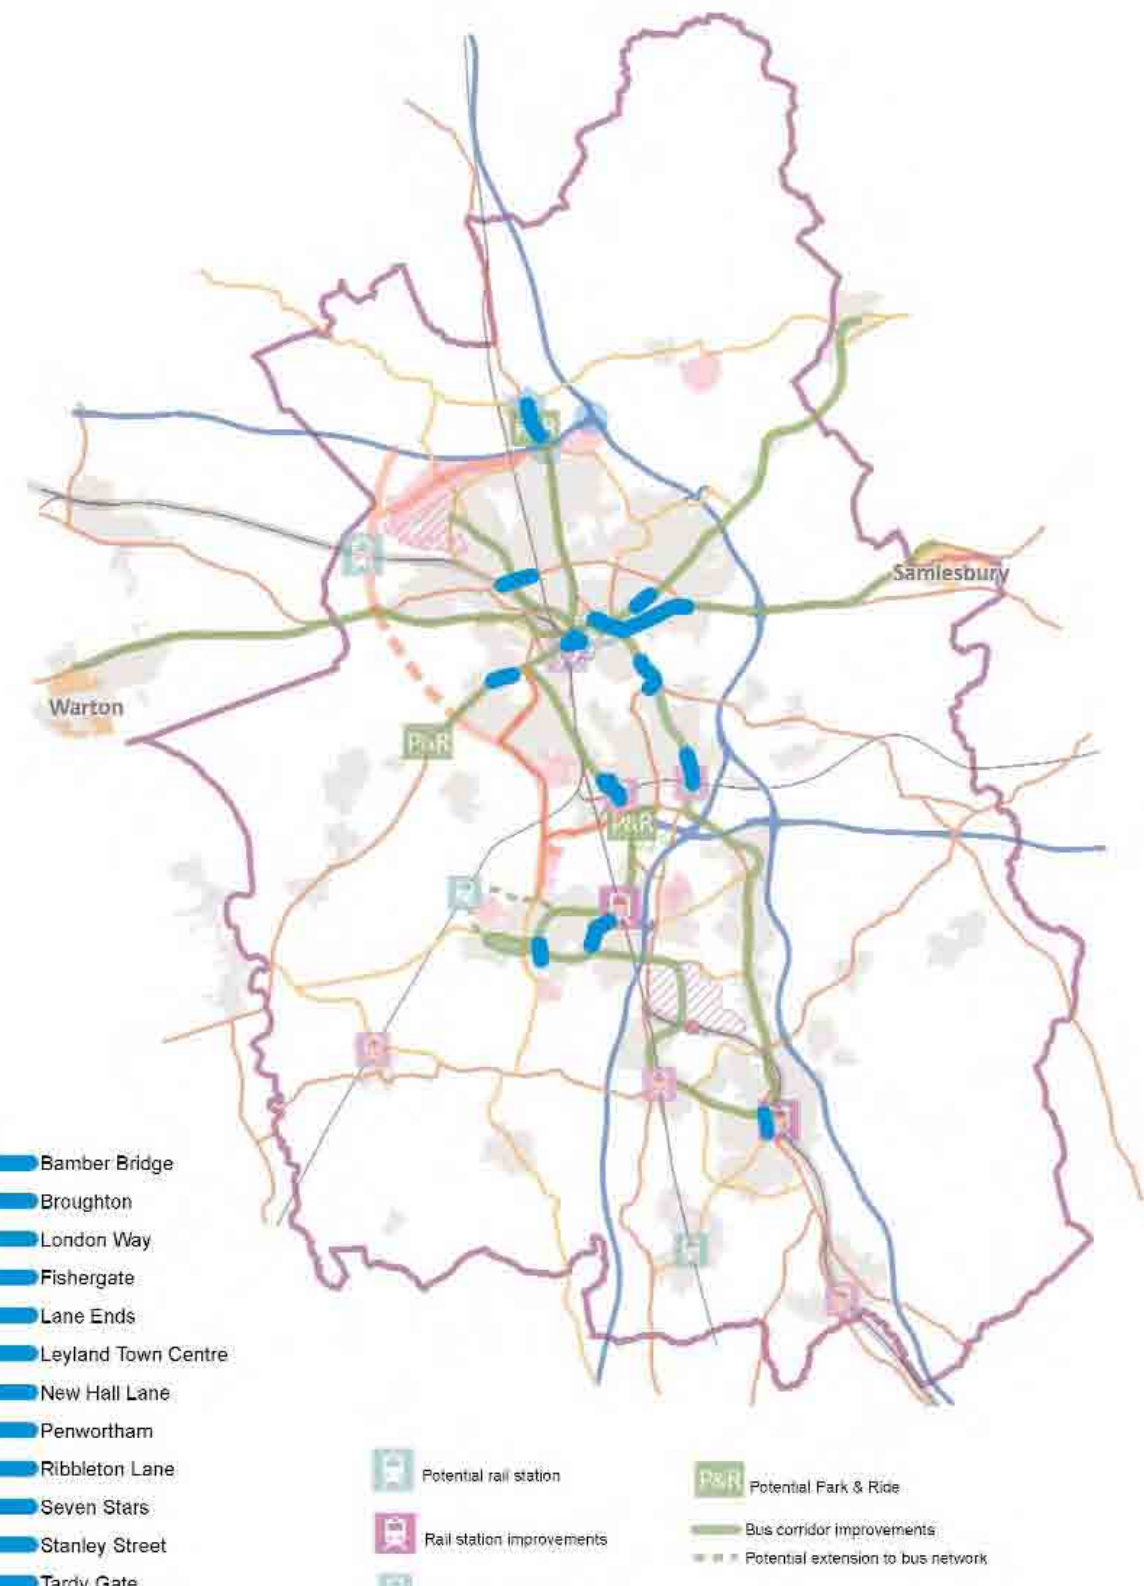 P&R
Samlesbury
Warton
P&R
P&R
Bamber Bridge
Broughton
London Way
Fishergate
Lane Ends
Leyland Town Centre
New Hall Lane
Penwortham
Ribbleton Lane
Seven Stars
Stanley Street
Tardy Gate
Potential rail station
Rail station improvements
P&R Potential Park & Ride
Bus corridor improvements
Potential extension to bus network